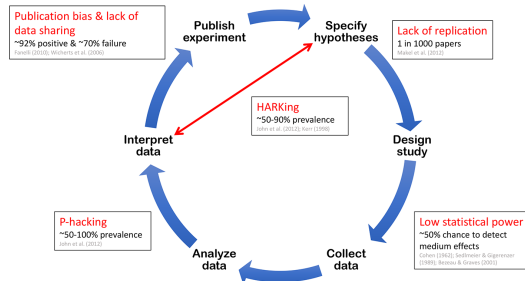 Publication bias & lack of
data sharing
~92% positive & ~70% failure
Fanelli (2010); Wicherts et al. (2006)
Publish
experiment
Specify
hypotheses
Lack of replication
1 in 1000 papers
Makel et al. (2012)
HARKing
~50-90% prevalence
John et al. (2012); Kerr (1998)
Interpret
data
Design
study
P-hacking
~50-100% prevalence
John et al. (2012)
Low statistical power
~50% chance to detect
medium effects
Cohen (1962); Sedlmeier & Gigerenzer
(1989); Bezeau & Graves (2001)
Analyze
data
Collect
data